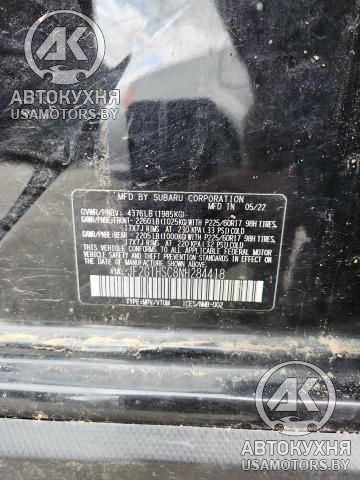 АК
АВТОКУХНЯ
USAMOTORS.BY
MFD BY SUBARU CORPORATION
MFD IN 05/22
GVWR/PNBV: 4376LB(1985KG)
GAWR/PNBE:FRONT- 2260LB(1025KG)WITH P225/60R17 98H TIRES,
17X7J RIMS AT 230 KPA(33 PSI)COLD
GAWR/PNBE:REAR -2205LB(1000KG)WITH P225/60R17 98H TIRES,
17X7J RIMS AT 220 KPA(32 PSI)COLD
THIS VEHICLE CONFORMS TO ALL APPLICABLE
FEDERAL MOTOR VEHICLE SAFETY, BUMPER
AND THEFT PREVENTION STANDARDS IN EFFECT
ON THE DATE OF MANUFACTURE SHOWN ABOVE.
VIN: JF2GTHSC8NH284418
TYPE:MPV/VTUM ICES/NMB-002
АК
АВТОКУХНЯ
USAMOTORS.BY